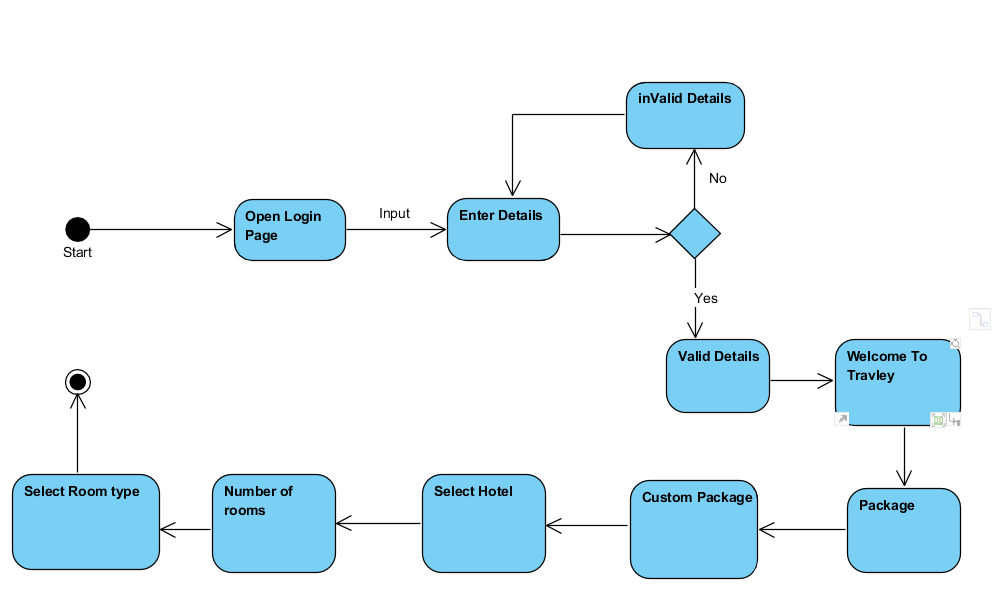 inValid Details
No
Input
Open Login
Page
Enter Details
Start
Yes
Valid Details
Welcome To
Travley
Select Room type
Number of
rooms
Select Hotel
Custom Package
Package